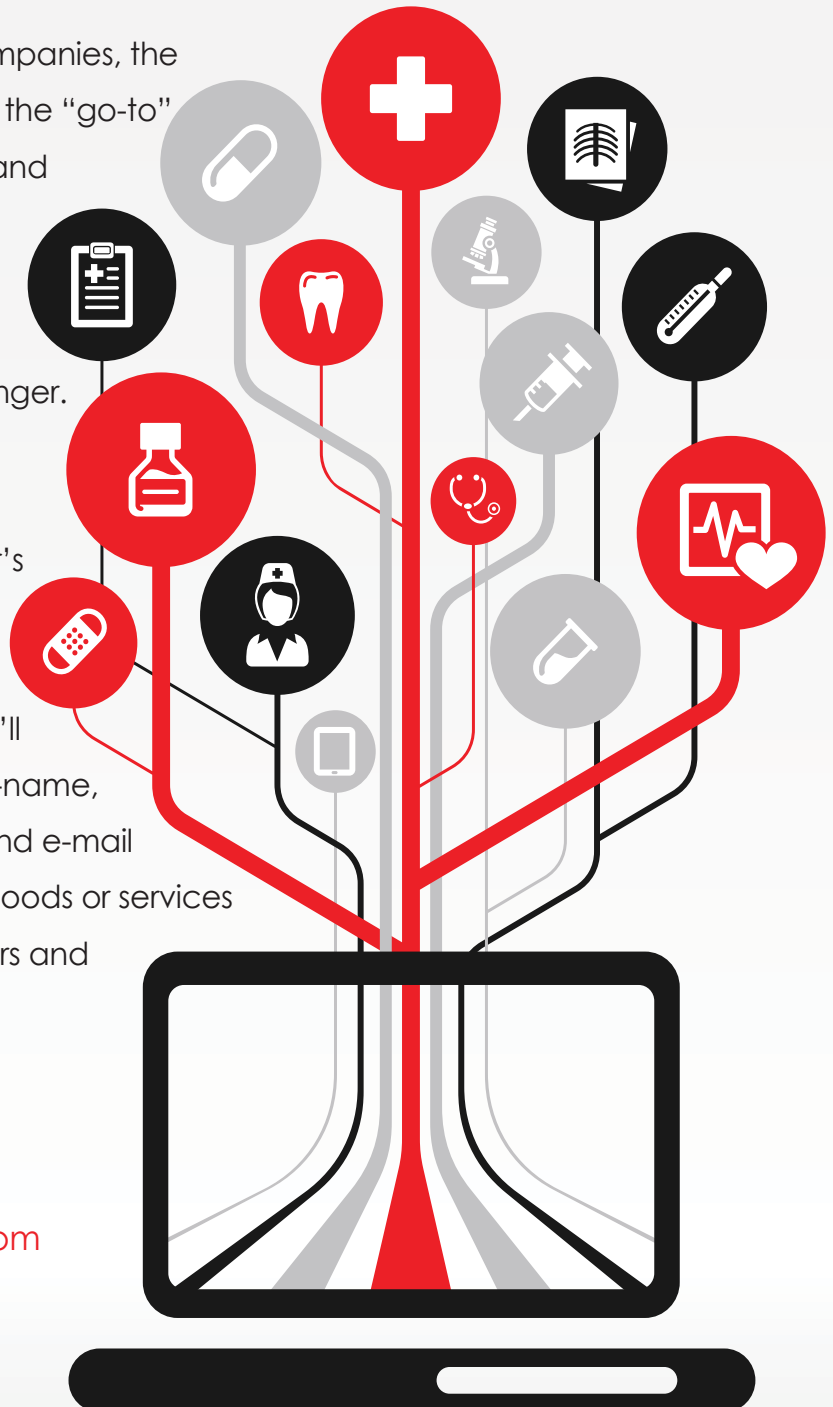 mpanies, the
the “go-to”
and
nger.
’s
’ll
-name,
nd e-mail
oods or services
rs and
om